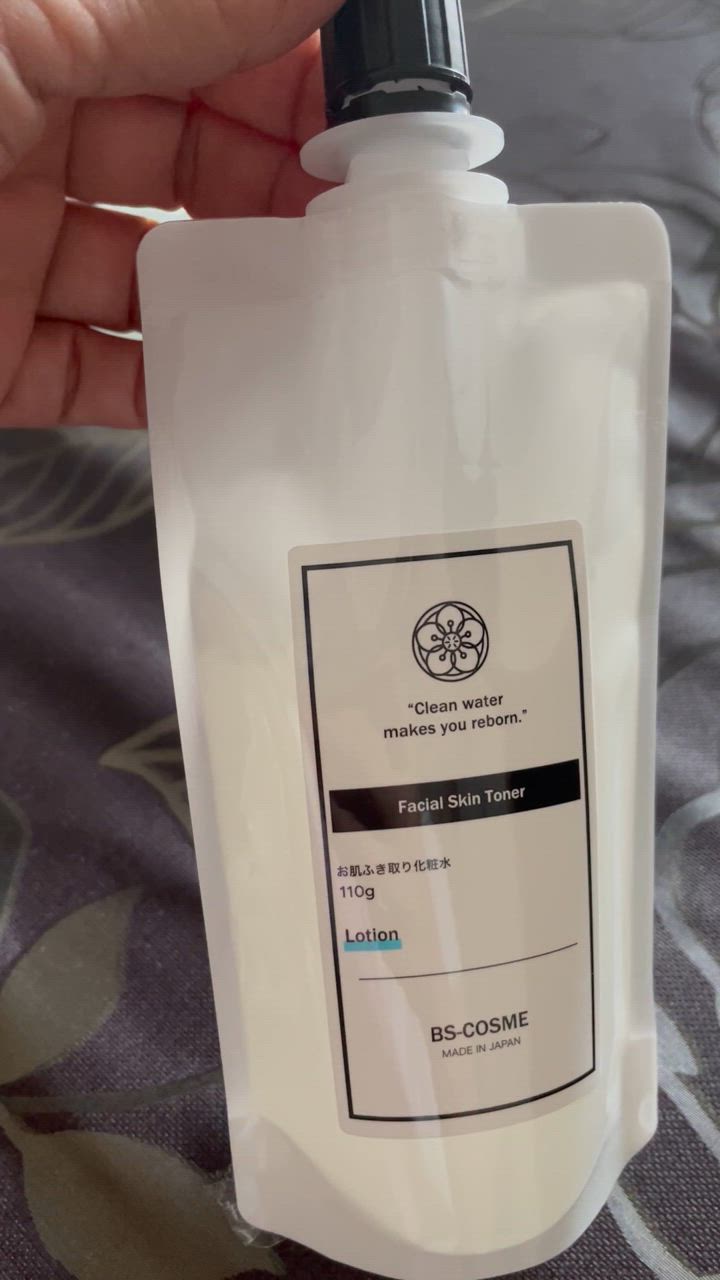 “Clean water
makes you reborn.”
Facial Skin Toner
お肌ふき取り化粧水
110g
Lotion
BS-COSME
MADE IN JAPAN